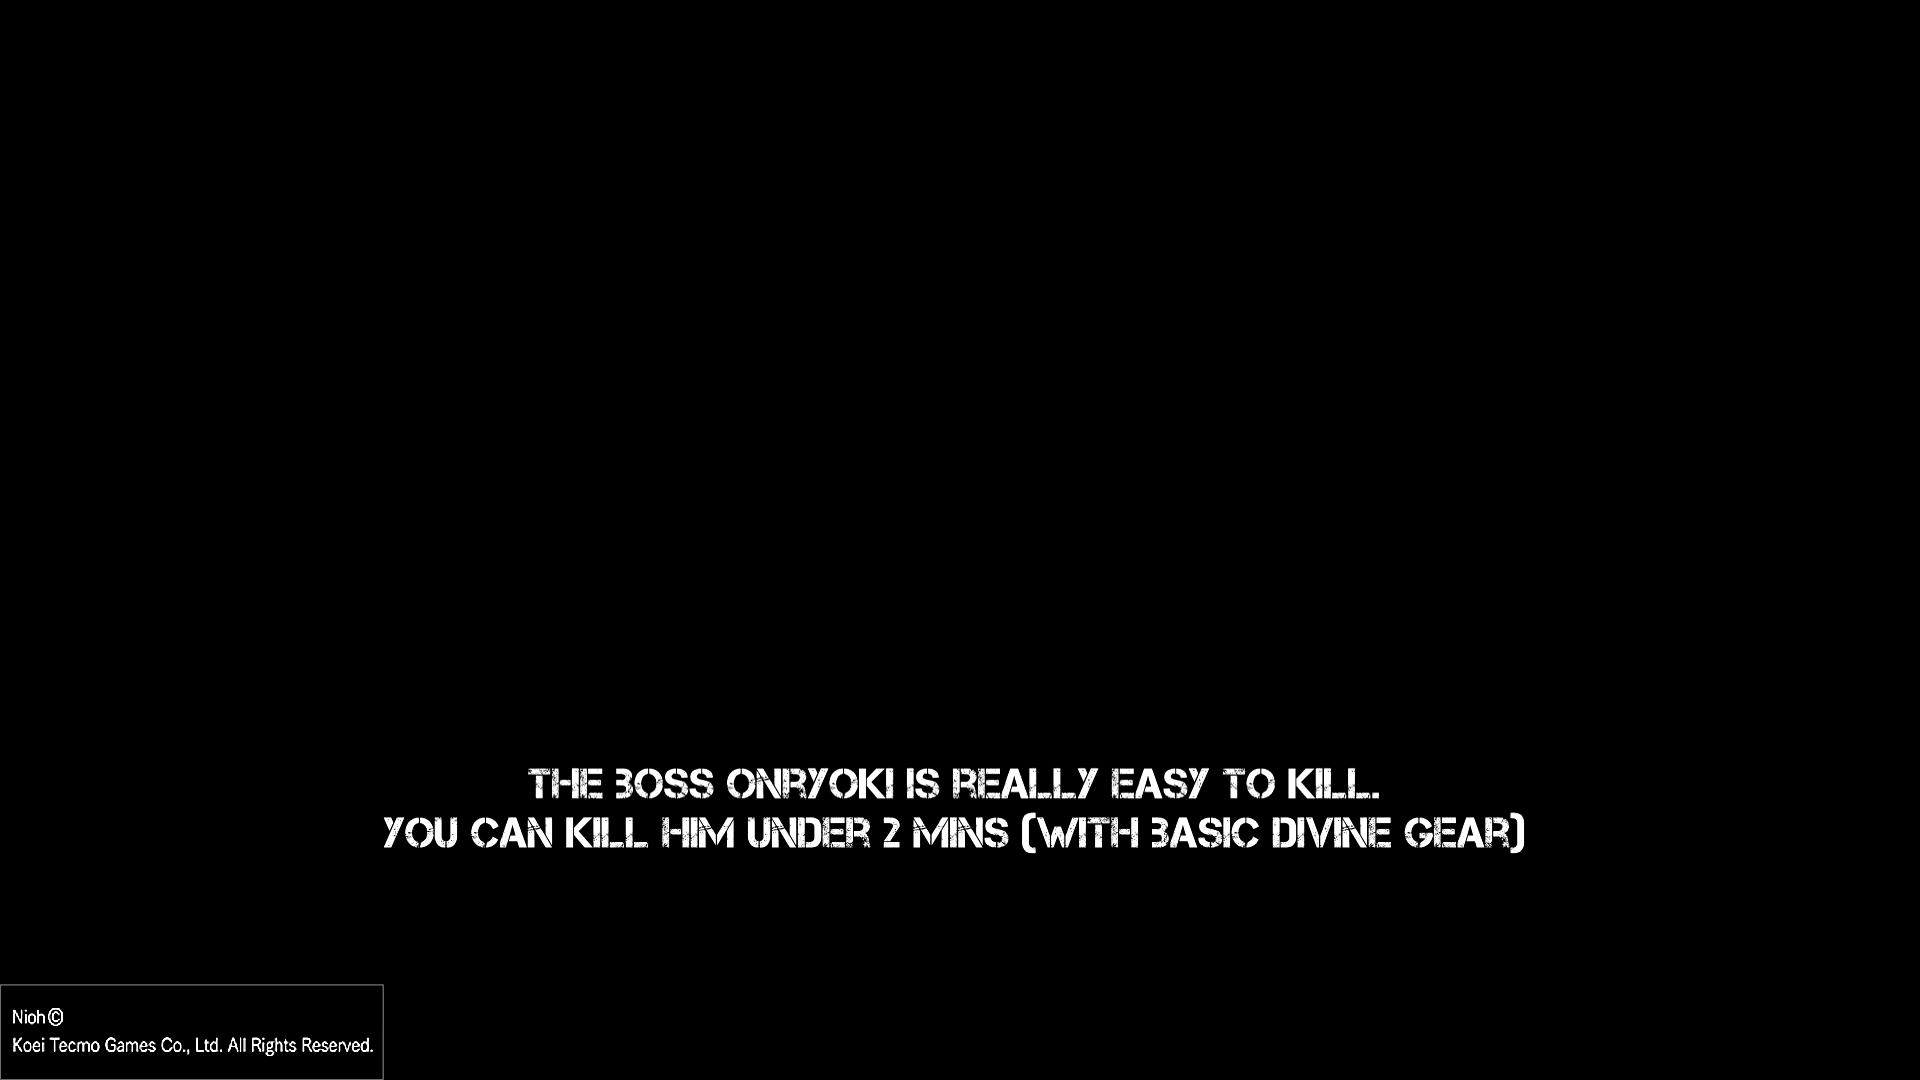 THE BOSS ONRYOKI IS REALLY EASY TO KILL.
YOU CAN KILL HIM UNDER 2 MINS (WITH BASIC DIVINE GEAR)
Nioh©
Koei Tecmo Games Co., Ltd. All Rights Reserved.